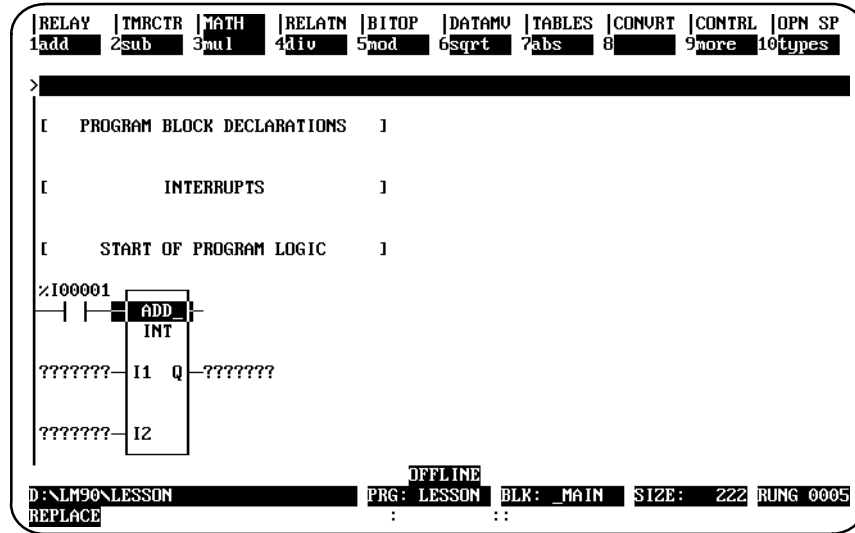 |RELAY |TMRCTR |MATH |RELATN |BITOP |DATAMV |TABLES |CONVRT |CONTRL |OPN SP
1add 2sub 3mul 4div 5mod 6sqrt 7abs 8 9more 10types
>
[ PROGRAM BLOCK DECLARATIONS ]
[ INTERRUPTS ]
[ START OF PROGRAM LOGIC ]
%I00001
ADD_
INT
???????I1 Q???????
???????I2
OFFLINE
D:\LM90\LESSON PRG: LESSON BLK: _MAIN SIZE: 222 RUNG 0005
REPLACE : ::